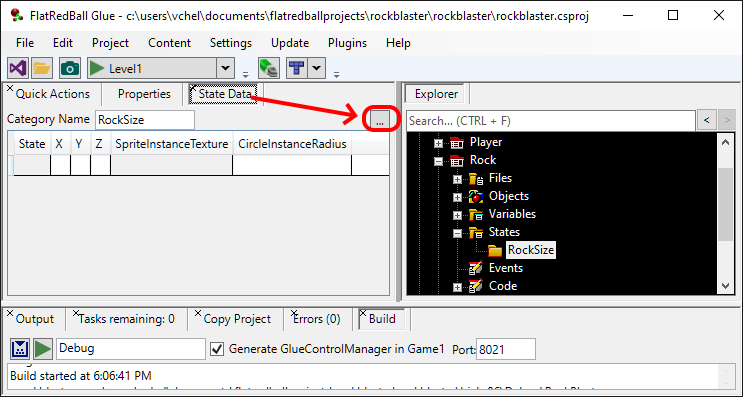 FlatRedBall Glue - c:\users\vchel\documents\flatredballprojects\rockblaster\rockblaster\rockblaster.csproj
File Project Content Settings Update Plugins Help
Level1
Quick Actions Properties State Data
Category Name RockSize ...
State X Y Z SpriteInstanceTexture CircleInstanceRadius
Explorer
Search... (CTRL + F) < >
Player
Rock
Files
Objects
Variables
States
RockSize
Events
Code
Output Tasks remaining: 0 Copy Project Errors (0) Build
Debug Generate GlueControlManager in Game1 Port: 8021
Build started at 6:06:41 PM